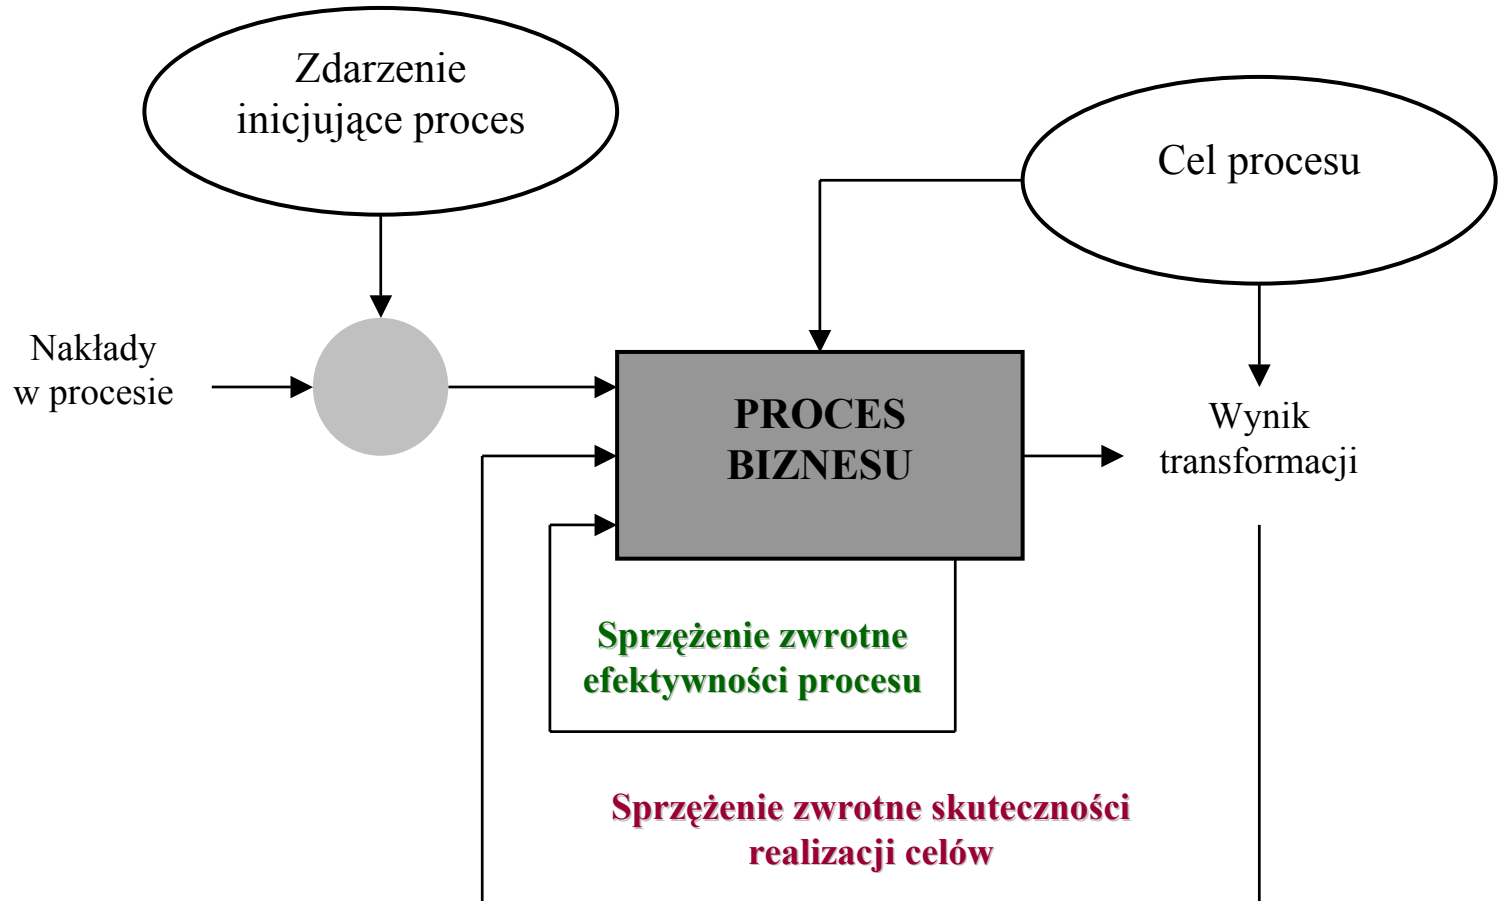 Zdarzenie
inicjujące proces
Cel procesu
Nakłady
w procesie
PROCES
BIZNESU
Wynik
transformacji
Sprzężenie zwrotne
efektywności procesu
Sprzężenie zwrotne skuteczności
realizacji celów